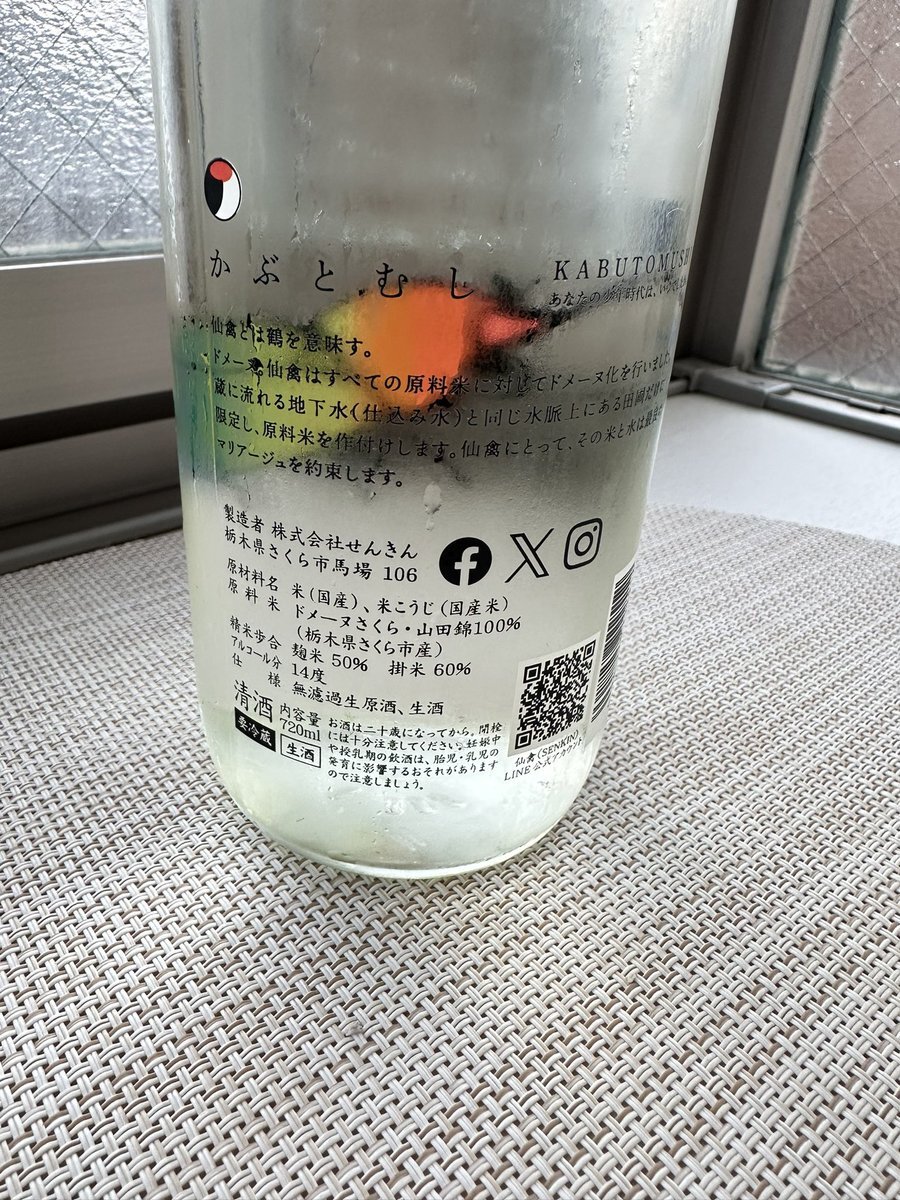 かぶとむし
KABUTOMUSH
あなたの少年時代は、い
仙禽とは鶴を意味す。
ドメーヌ仙禽はすべての原料米に対してドメーヌ化を行いました
蔵に流れる地下水(仕込み水)と同じ水脈上にある田圃だけに
限定し、原料米を作付けします。仙禽にとって、その米と水は最良の
マリアージュを約束します。
製造者 株式会社せんきん
栃木県さくら市馬場 106
原材料名 米(国産)、米こうじ(国産米)
原料米 ドメーヌさくら・山田錦100%
(栃木県さくら市産)
精米歩合 麹米 50% 掛米 60%
アルコール分 14度
仕様 無濾過生原酒、生酒
清酒
内容量
720ml
要冷蔵
生酒
お酒は二十歳になってから。開栓
には十分注意してください。妊娠中
や授乳期の飲酒は、胎児・乳児の
発育に影響するおそれがあります
ので注意しましょう。
仙禽(SENKIN)
LINE 公式アカウント